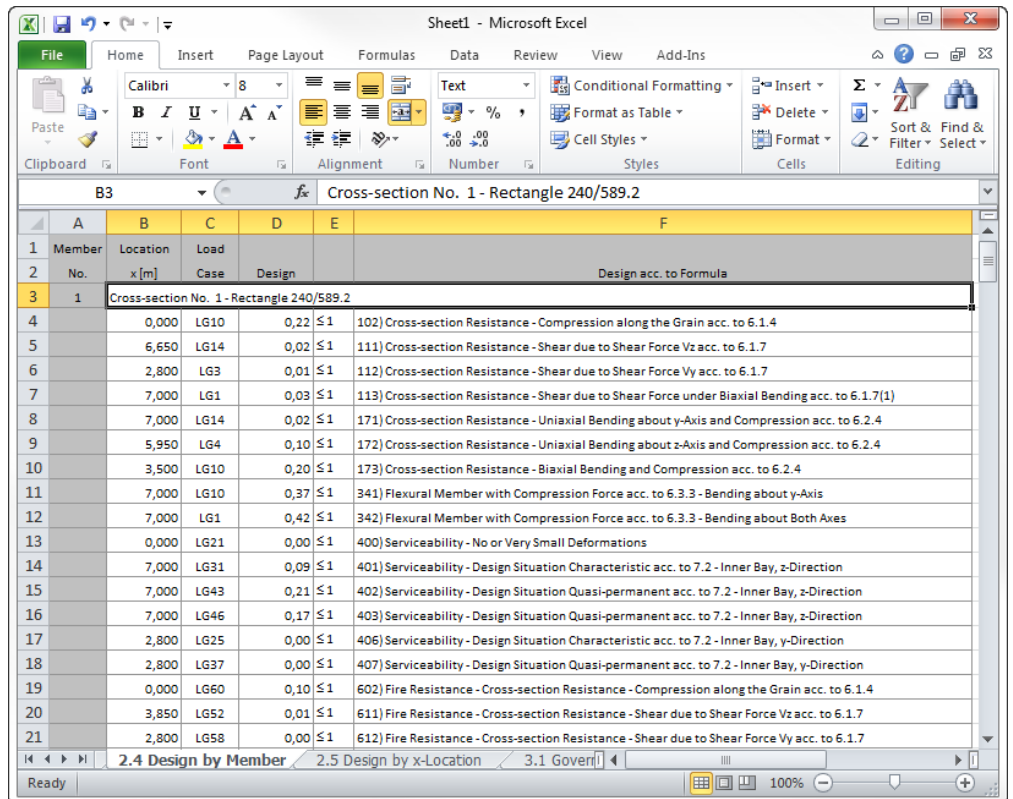 Sheet1 - Microsoft Excel
File Home Insert Page Layout Formulas Data Review View Add-Ins
Calibri 8 Text Conditional Formatting Insert Σ
Paste B I U A A % , Format as Table Delete Sort & Find &
A Cell Styles Format Filter Select
Clipboard Font Alignment Number Styles Cells Editing
B3 fx Cross-section No. 1 - Rectangle 240/589.2
A B C D E F
1 Member Location Load
2 No. x [m] Case Design Design acc. to Formula
3 1 Cross-section No. 1 - Rectangle 240/589.2
4 0,000 LG10 0,22 ≤ 1 102) Cross-section Resistance - Compression along the Grain acc. to 6.1.4
5 6,650 LG14 0,02 ≤ 1 111) Cross-section Resistance - Shear due to Shear Force Vz acc. to 6.1.7
6 2,800 LG3 0,01 ≤ 1 112) Cross-section Resistance - Shear due to Shear Force Vy acc. to 6.1.7
7 7,000 LG1 0,03 ≤ 1 113) Cross-section Resistance - Shear due to Shear Force under Biaxial Bending acc. to 6.1.7(1)
8 7,000 LG14 0,02 ≤ 1 171) Cross-section Resistance - Uniaxial Bending about y-Axis and Compression acc. to 6.2.4
9 5,950 LG4 0,10 ≤ 1 172) Cross-section Resistance - Uniaxial Bending about z-Axis and Compression acc. to 6.2.4
10 3,500 LG10 0,20 ≤ 1 173) Cross-section Resistance - Biaxial Bending and Compression acc. to 6.2.4
11 7,000 LG10 0,37 ≤ 1 341) Flexural Member with Compression Force acc. to 6.3.3 - Bending about y-Axis
12 7,000 LG1 0,42 ≤ 1 342) Flexural Member with Compression Force acc. to 6.3.3 - Bending about Both Axes
13 0,000 LG21 0,00 ≤ 1 400) Serviceability - No or Very Small Deformations
14 7,000 LG31 0,09 ≤ 1 401) Serviceability - Design Situation Characteristic acc. to 7.2 - Inner Bay, z-Direction
15 7,000 LG43 0,21 ≤ 1 402) Serviceability - Design Situation Quasi-permanent acc. to 7.2 - Inner Bay, z-Direction
16 7,000 LG46 0,17 ≤ 1 403) Serviceability - Design Situation Quasi-permanent acc. to 7.2 - Inner Bay, z-Direction
17 2,800 LG25 0,00 ≤ 1 406) Serviceability - Design Situation Characteristic acc. to 7.2 - Inner Bay, y-Direction
18 2,800 LG37 0,00 ≤ 1 407) Serviceability - Design Situation Quasi-permanent acc. to 7.2 - Inner Bay, y-Direction
19 0,000 LG60 0,10 ≤ 1 602) Fire Resistance - Cross-section Resistance - Compression along the Grain acc. to 6.1.4
20 3,850 LG52 0,01 ≤ 1 611) Fire Resistance - Cross-section Resistance - Shear due to Shear Force Vz acc. to 6.1.7
21 2,800 LG58 0,00 ≤ 1 612) Fire Resistance - Cross-section Resistance - Shear due to Shear Force Vy acc. to 6.1.7
2.4 Design by Member 2.5 Design by x-Location 3.1 Govern
Ready 100%